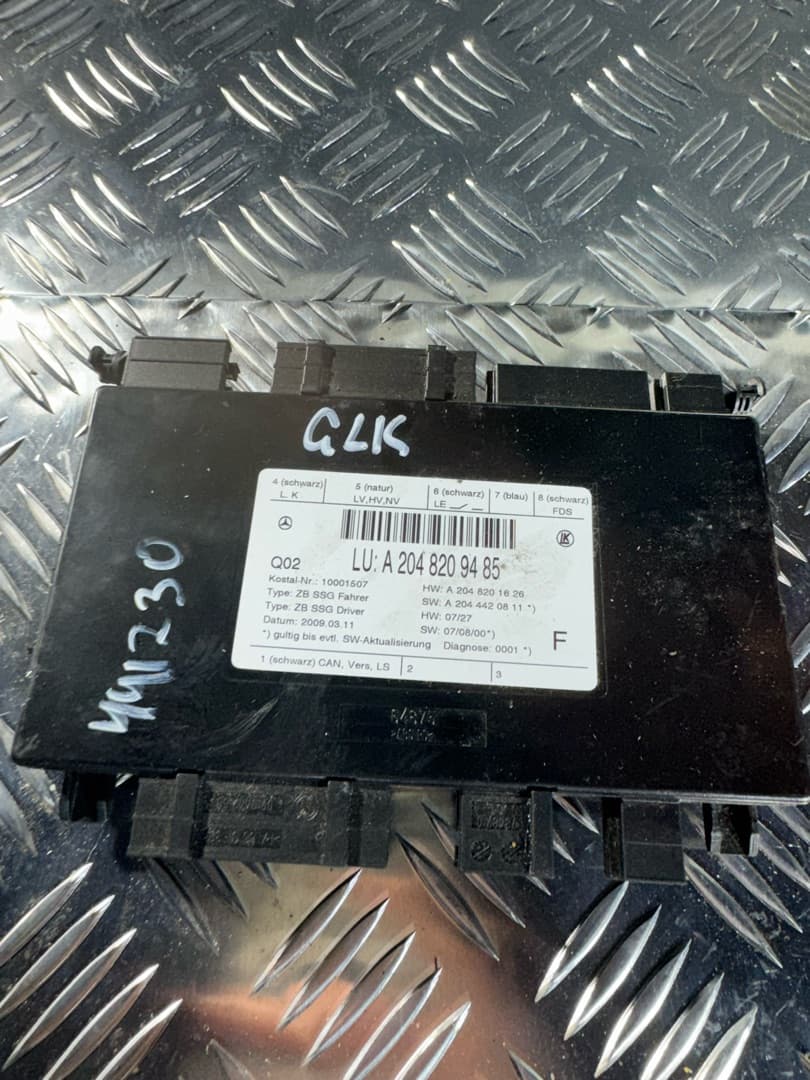 GLK
4 (schwarz) 5 (natur) 6 (schwarz) 7 (blau) 8 (schwarz)
L. K LV,HV,NV LE FDS
Q02 LU: A 204 820 94 85
Kostal-Nr.: 10001507 HW: A 204 820 16 26
Type: ZB SSG Fahrer SW: A 204 442 08 11 *)
Type: ZB SSG Driver HW: 07/27
Datum: 2009.03.11 SW: 07/08/00*)
*) gultig bis evtl. SW-Aktualisierung Diagnose: 0001 *) F
1 (schwarz) CAN, Vers, LS 2 3
441230